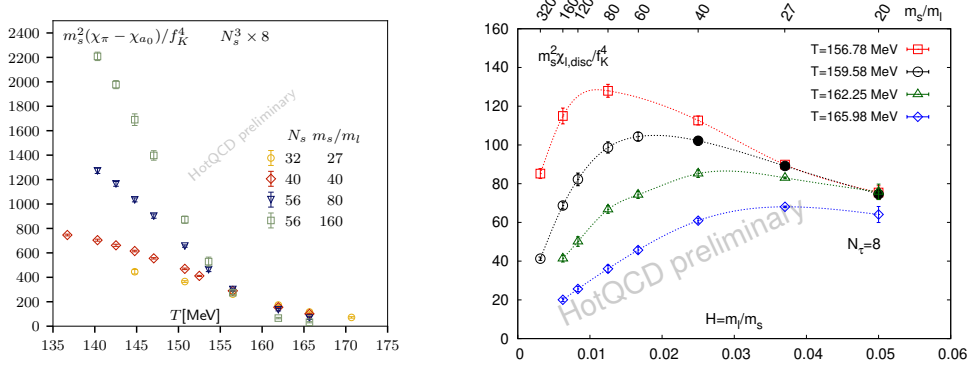 m_s^2(χ_π − χ_{a_0})/f_K^4 N_s^3 × 8
2400
2200
2000
1800
1600
1400
1200
1000
800
600
400
200
0
HotQCD preliminary
N_s m_s/m_l
32 27
40 40
56 80
56 160
T[MeV]
135 140 145 150 155 160 165 170 175
320 160 120 80 60 40 27 20 m_s/m_l
m_s^2χ_{l,disc}/f_K^4
T=156.78 MeV
T=159.58 MeV
T=162.25 MeV
T=165.98 MeV
160
140
120
100
80
60
40
20
0
HotQCD preliminary
N_τ=8
H=m_l/m_s
0 0.01 0.02 0.03 0.04 0.05 0.06